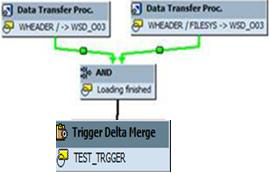 Data Transfer Proc.
WHEADER / -> WSD_O03
Data Transfer Proc.
WHEADER / FILESYS -> WSD_O03
AND
Loading finished
Trigger Delta Merge
TEST_TRGGER